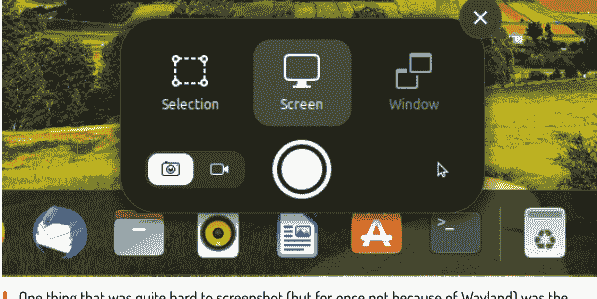 Selection
Screen
Window
One thing that was quite hard to screenshot (but for once not because of Wayland) was the